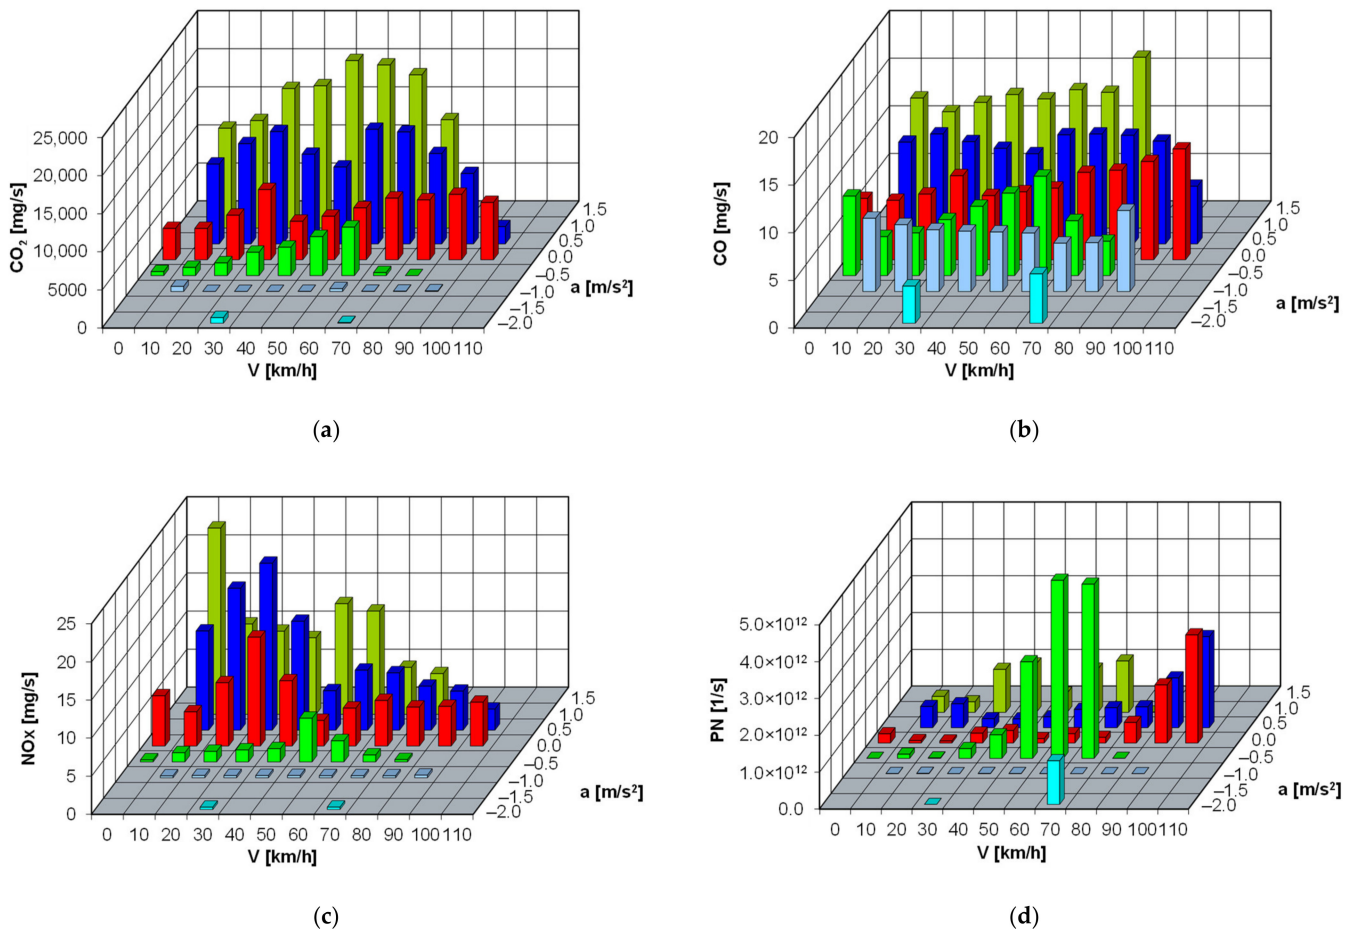 25,000
20,000
15,000
10,000
5000
0
CO₂ [mg/s]
0 10 20 30 40 50 60 70 80 90 100 110
V [km/h]
1.5
1.0
0.5
0.0
–0.5
–1.0
–1.5
–2.0
a [m/s²]
(a)
20
15
10
5
0
CO [mg/s]
0 10 20 30 40 50 60 70 80 90 100 110
V [km/h]
1.5
1.0
0.5
0.0
–0.5
–1.0
–1.5
–2.0
a [m/s²]
(b)
25
20
15
10
5
0
NOx [mg/s]
0 10 20 30 40 50 60 70 80 90 100 110
V [km/h]
1.5
1.0
0.5
0.0
–0.5
–1.0
–1.5
–2.0
a [m/s²]
(c)
5.0×10¹²
4.0×10¹²
3.0×10¹²
2.0×10¹²
1.0×10¹²
0.0
PN [1/s]
0 10 20 30 40 50 60 70 80 90 100 110
V [km/h]
1.5
1.0
0.5
0.0
–0.5
–1.0
–1.5
–2.0
a [m/s²]
(d)